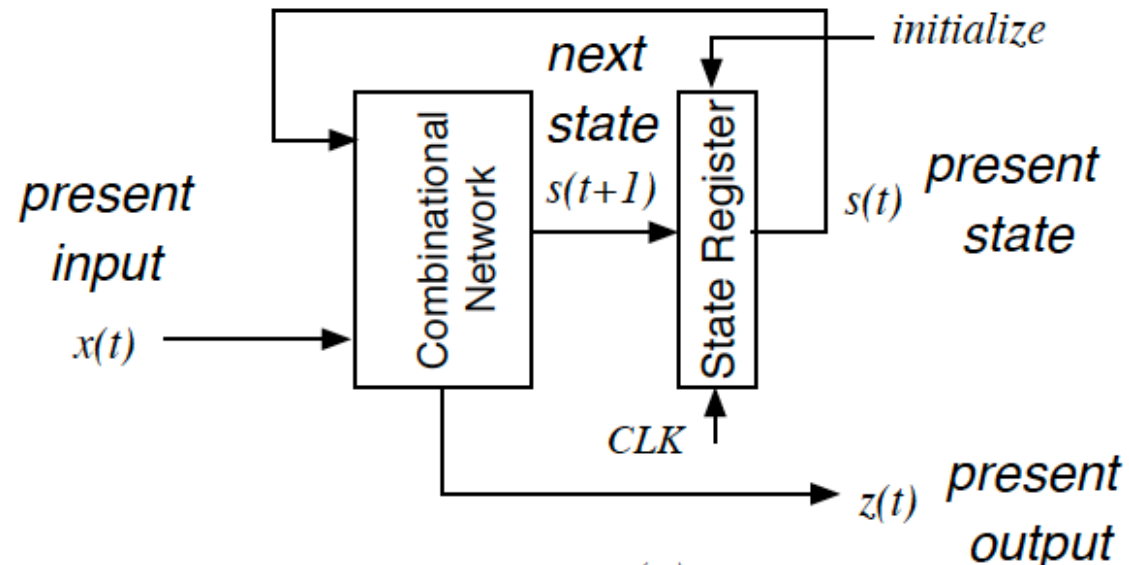 initialize
next
state
s(t+1)
Combinational
Network
State Register
present
input
x(t)
s(t)
present
state
CLK
z(t)
present
output